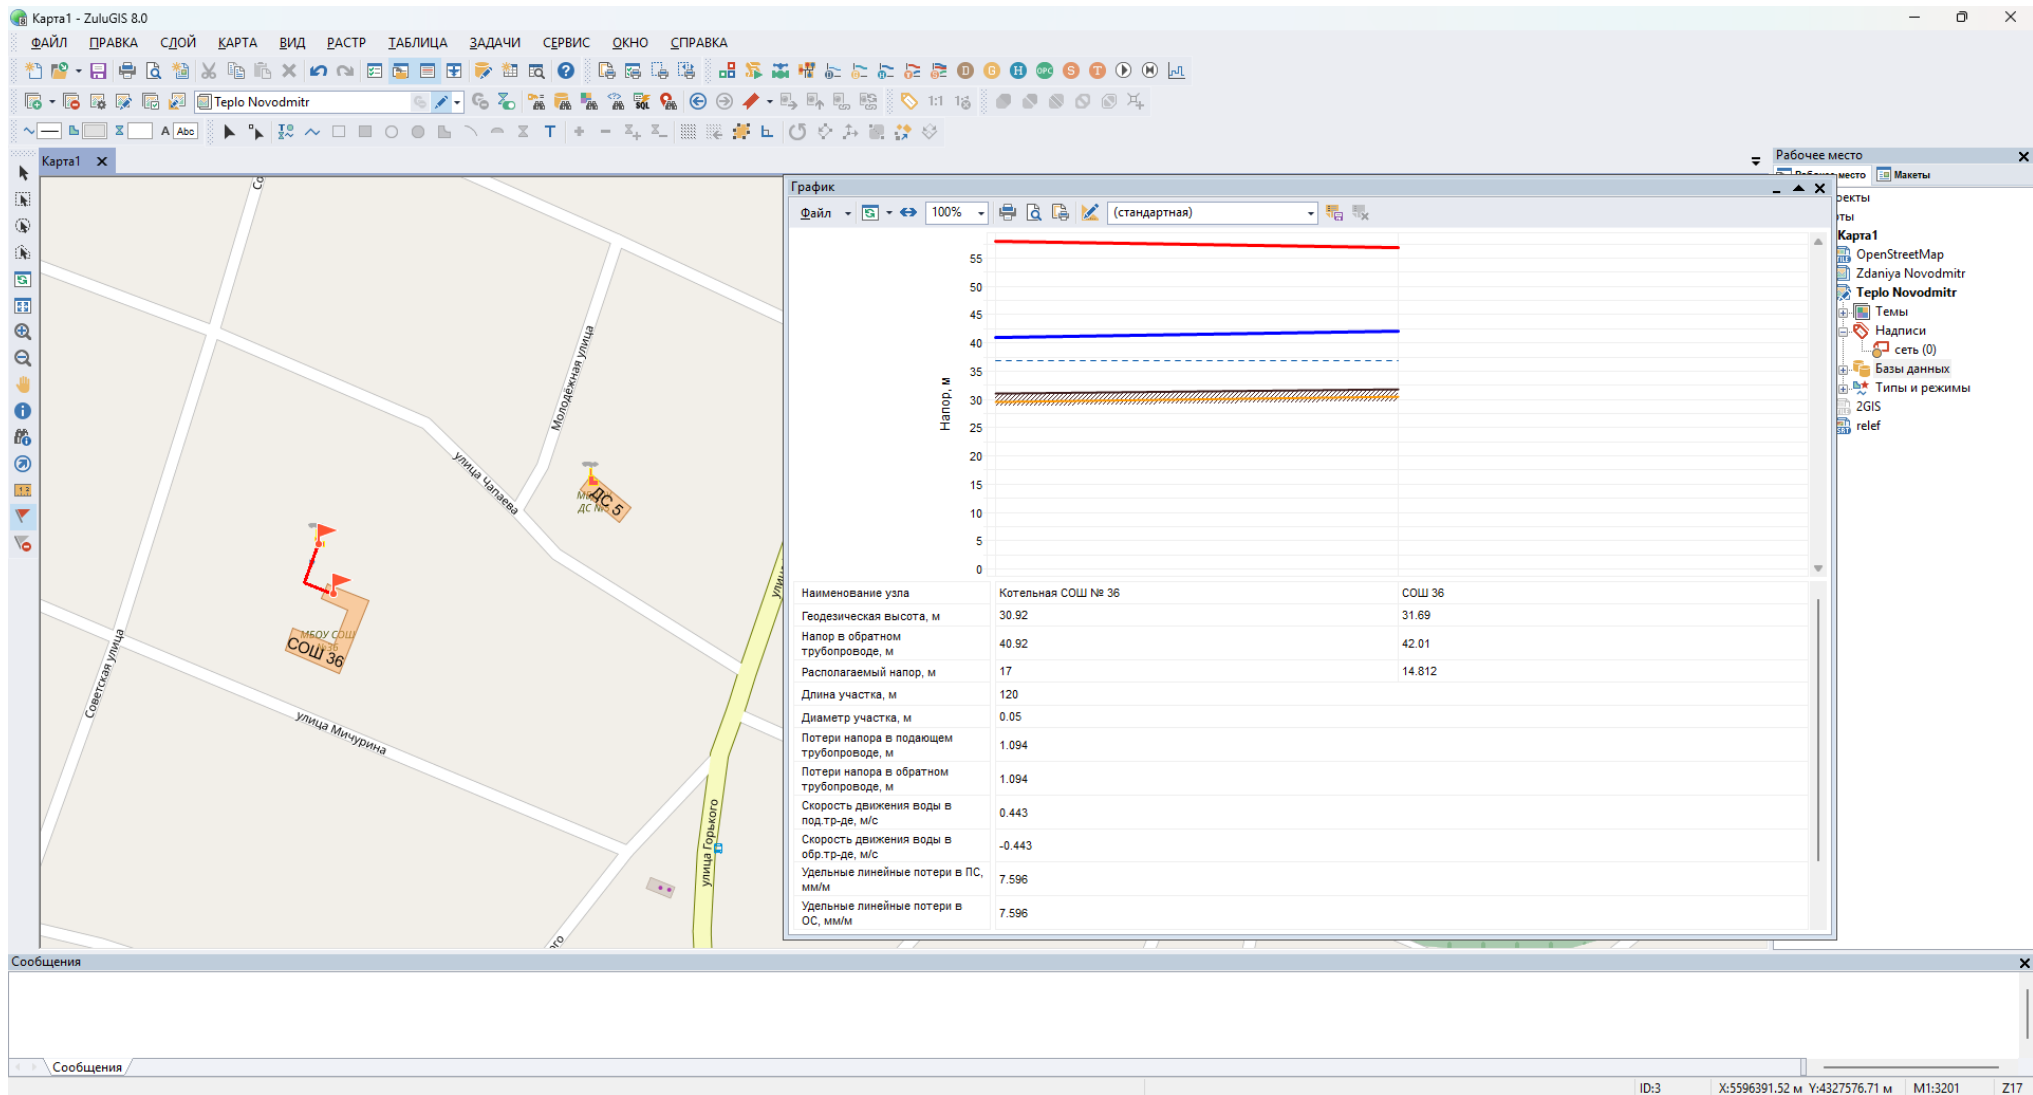 Карта1 - ZuluGIS 8.0
ФАЙЛ ПРАВКА СЛОЙ КАРТА ВИД РАСТР ТАБЛИЦА ЗАДАЧИ СЕРВИС ОКНО СПРАВКА
Teplo Novodmitr
SQL
1:1
A Abc
Карта1
Рабочее место
Макеты
График
Файл 100% (стандартная)
Карта1
OpenStreetMap
Zdaniya Novodmitr
Teplo Novodmitr
Темы
Надписи
сеть (0)
Базы данных
Типы и режимы
2GIS
relef
Напор, м
55
50
45
40
35
30
25
20
15
10
5
0
Молодёжная улица
улица Чапаева
ДС 5
МБОУ СОШ
СОШ 36
Советская улица
улица Мичурина
улица Горького
Наименование узла Котельная СОШ № 36 СОШ 36
Геодезическая высота, м 30.92 31.69
Напор в обратном
трубопроводе, м 40.92 42.01
Располагаемый напор, м 17 14.812
Длина участка, м 120
Диаметр участка, м 0.05
Потери напора в подающем
трубопроводе, м 1.094
Потери напора в обратном
трубопроводе, м 1.094
Скорость движения воды в
под.тр-де, м/с 0.443
Скорость движения воды в
обр.тр-де, м/с -0.443
Удельные линейные потери в ПС,
мм/м 7.596
Удельные линейные потери в
ОС, мм/м 7.596
Сообщения
Сообщения
ID:3 X:5596391.52 м Y:4327576.71 м М1:3201 Z17